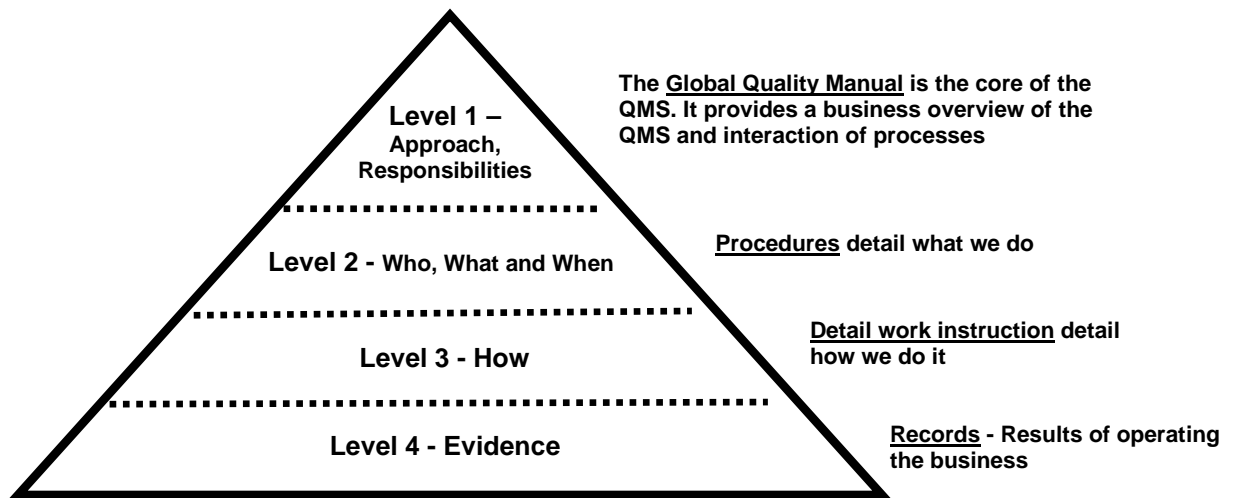 Level 1 –
Approach,
Responsibilities
The Global Quality Manual is the core of the
QMS. It provides a business overview of the
QMS and interaction of processes
Level 2 - Who, What and When
Procedures detail what we do
Level 3 - How
Detail work instruction detail
how we do it
Level 4 - Evidence
Records - Results of operating
the business